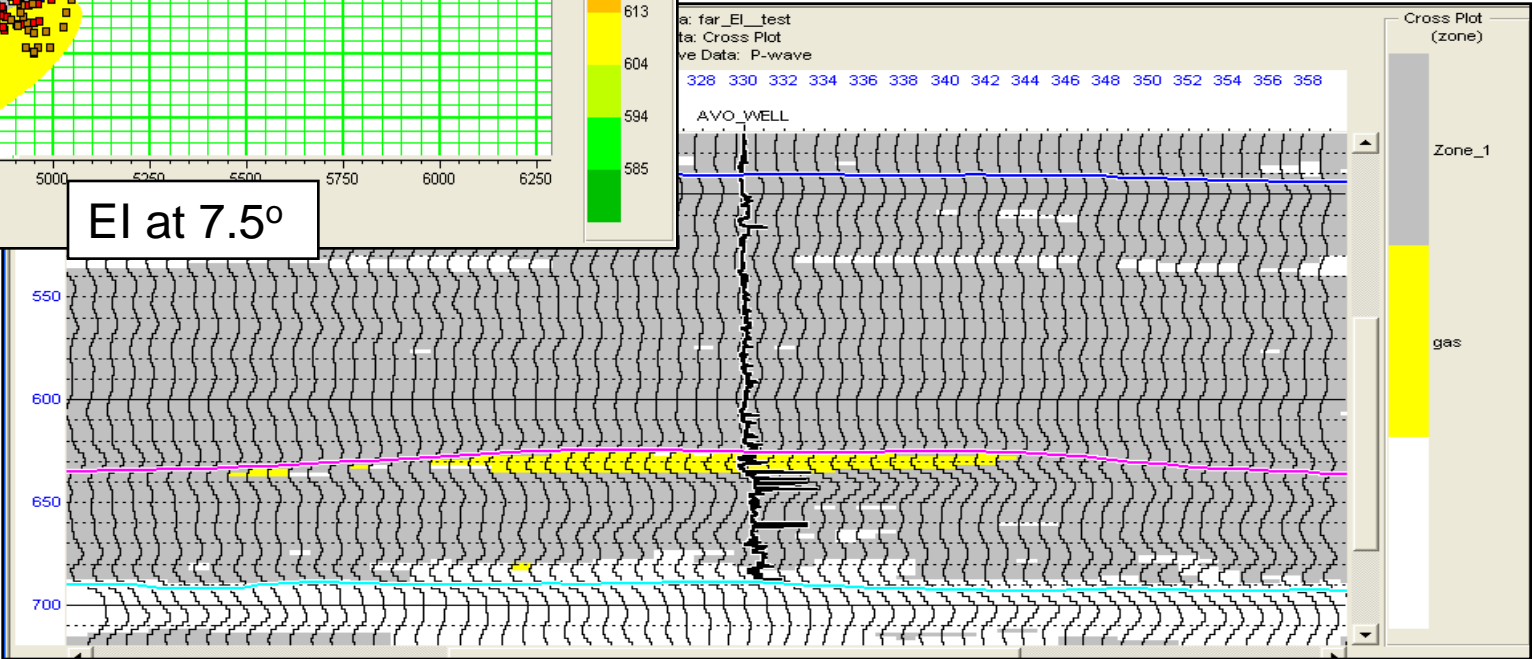 613
604
594
585
5000 5250 5500 5750 6000 6250
EI at 7.5º
a: far_EI__test
ta: Cross Plot
ve Data: P-wave
328 330 332 334 336 338 340 342 344 346 348 350 352 354 356 358
AVO_WELL
550
600
650
700
Cross Plot
(zone)
Zone_1
gas